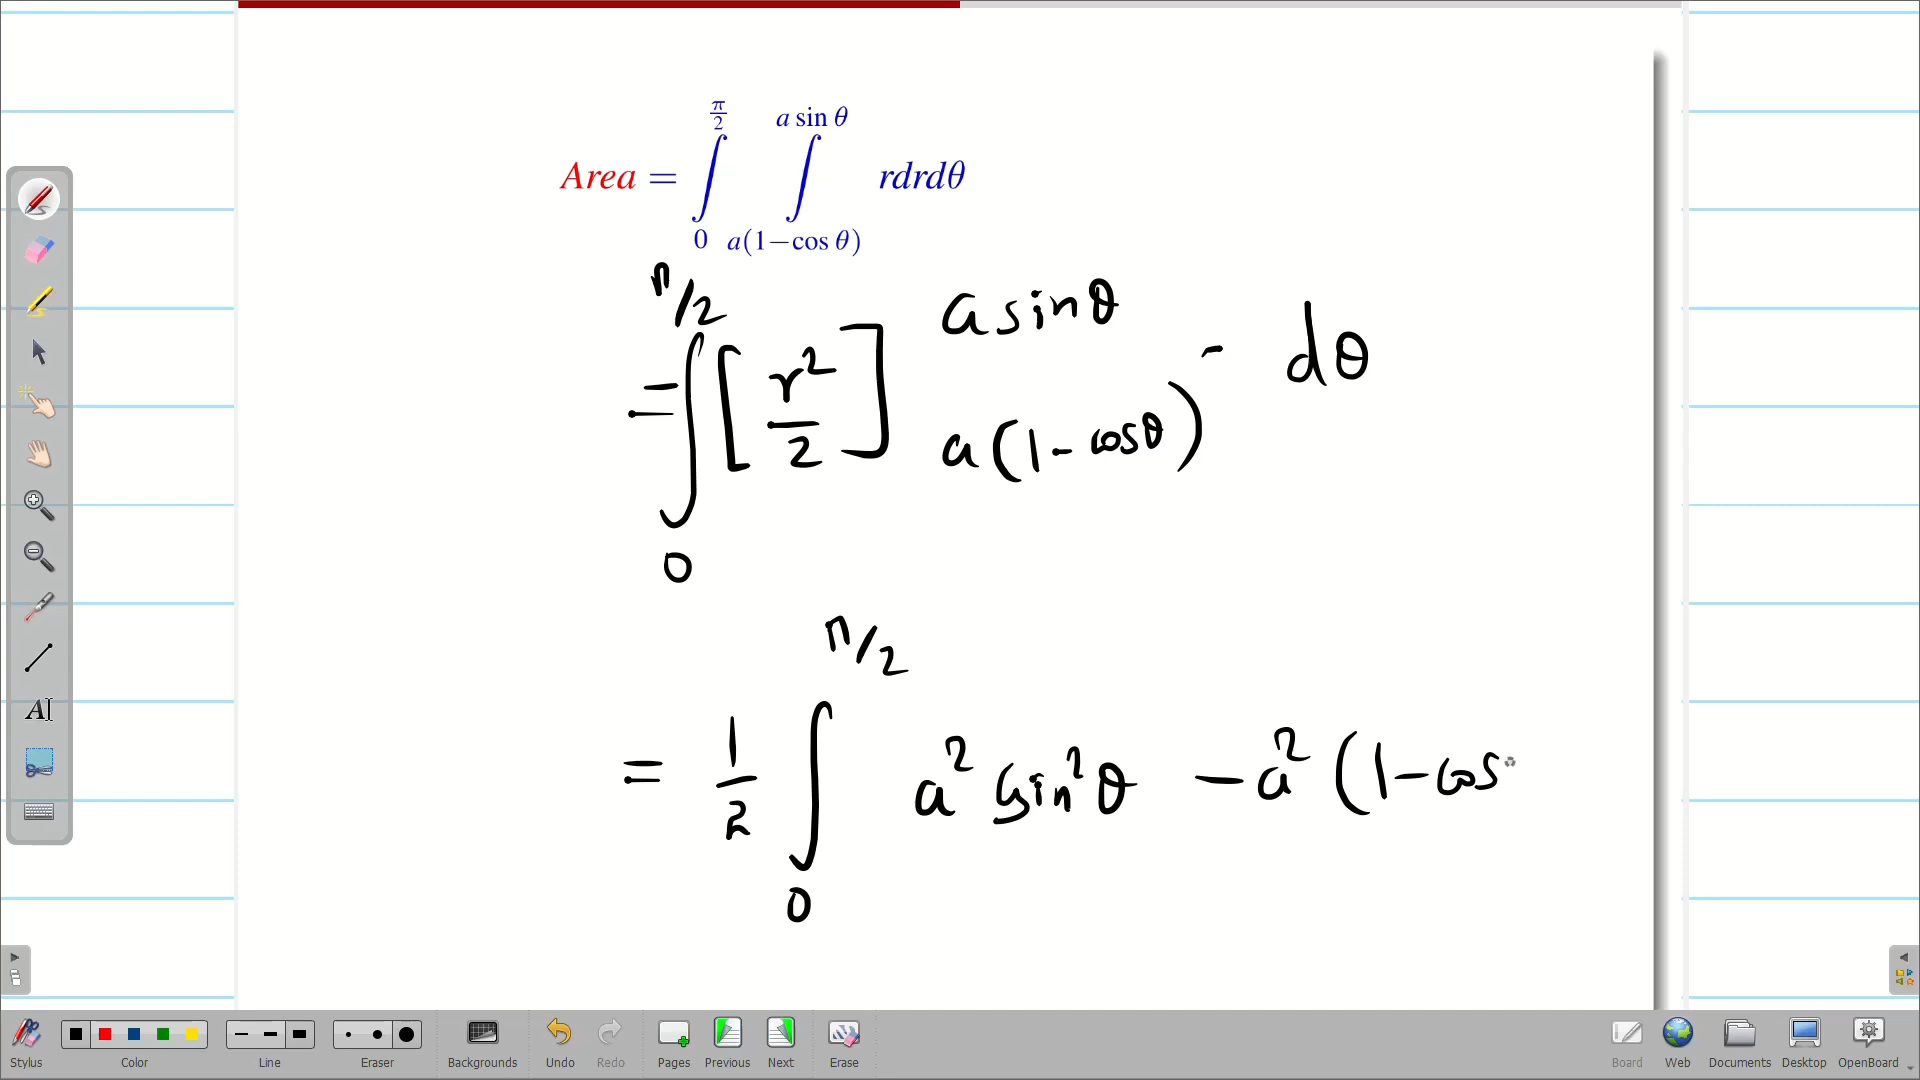 Area = ∫_0^{π/2} ∫_{a(1−cos θ)}^{a sin θ} rdrdθ
= ∫_0^{π/2} [r²/2]_{a(1-cosθ)}^{a sinθ} - dθ
= 1/2 ∫_0^{π/2} a² sin²θ - a² (1-cos
Stylus Color Line Eraser Backgrounds Undo Redo Pages Previous Next Erase Board Web Documents Desktop OpenBoard